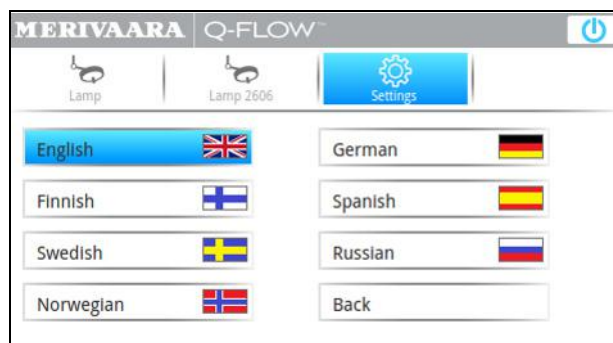 MERIVAARA Q-FLOW™
Lamp
Lamp 2606
Settings
English
German
Finnish
Spanish
Swedish
Russian
Norwegian
Back